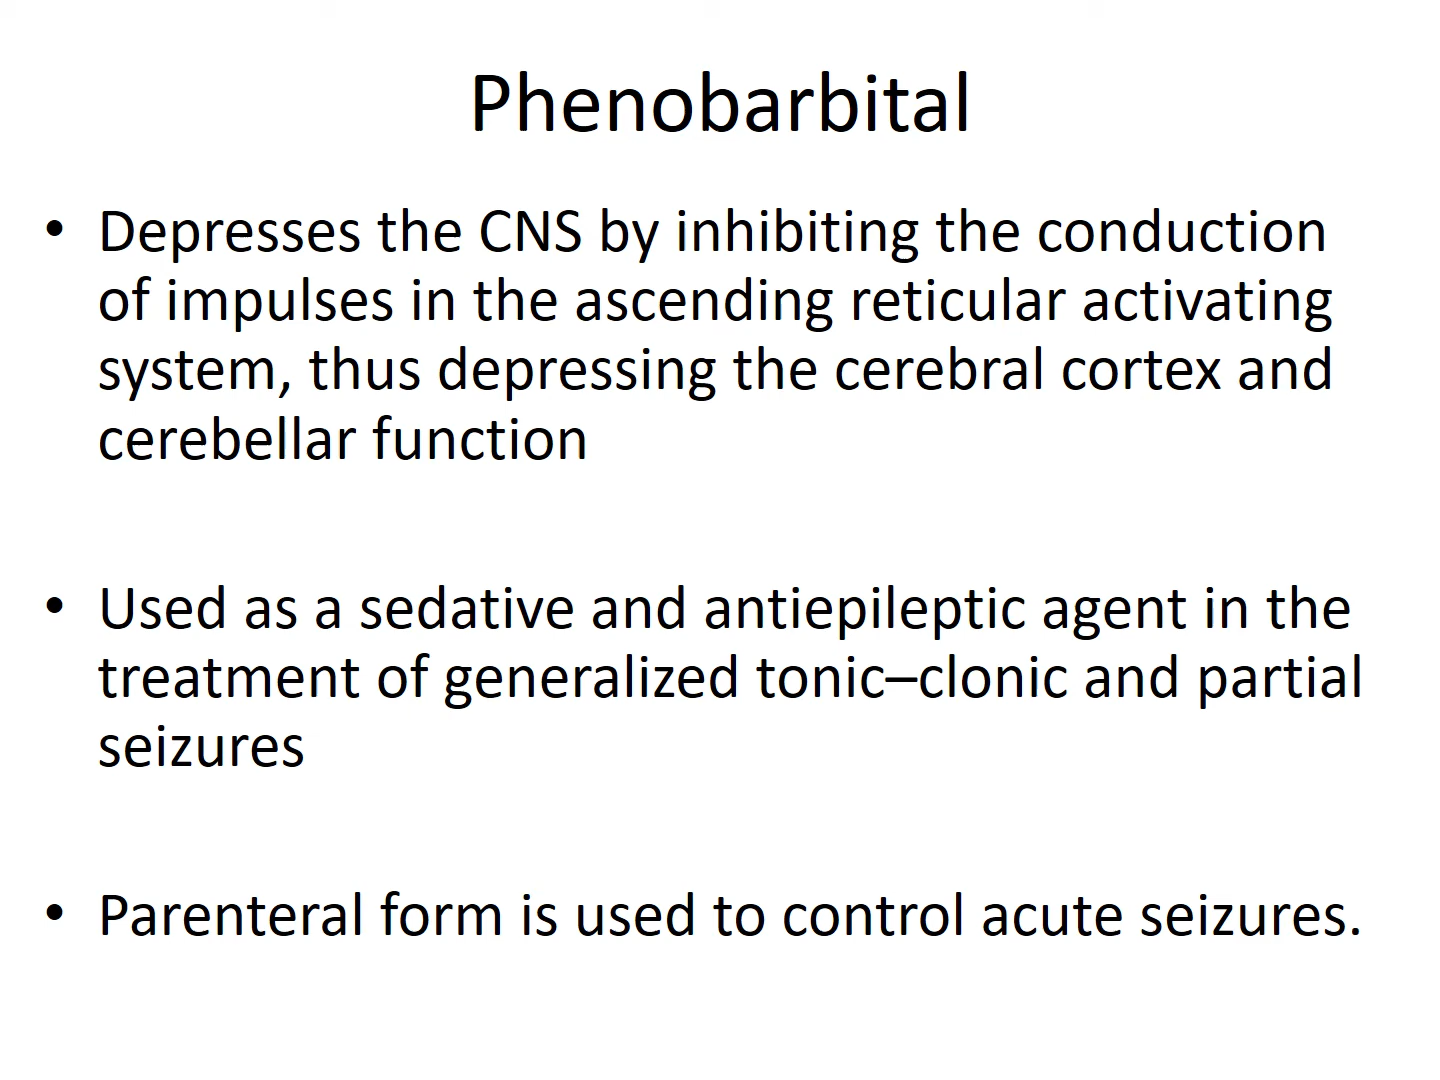 Phenobarbital
• Depresses the CNS by inhibiting the conduction
of impulses in the ascending reticular activating
system, thus depressing the cerebral cortex and
cerebellar function
• Used as a sedative and antiepileptic agent in the
treatment of generalized tonic–clonic and partial
seizures
• Parenteral form is used to control acute seizures.